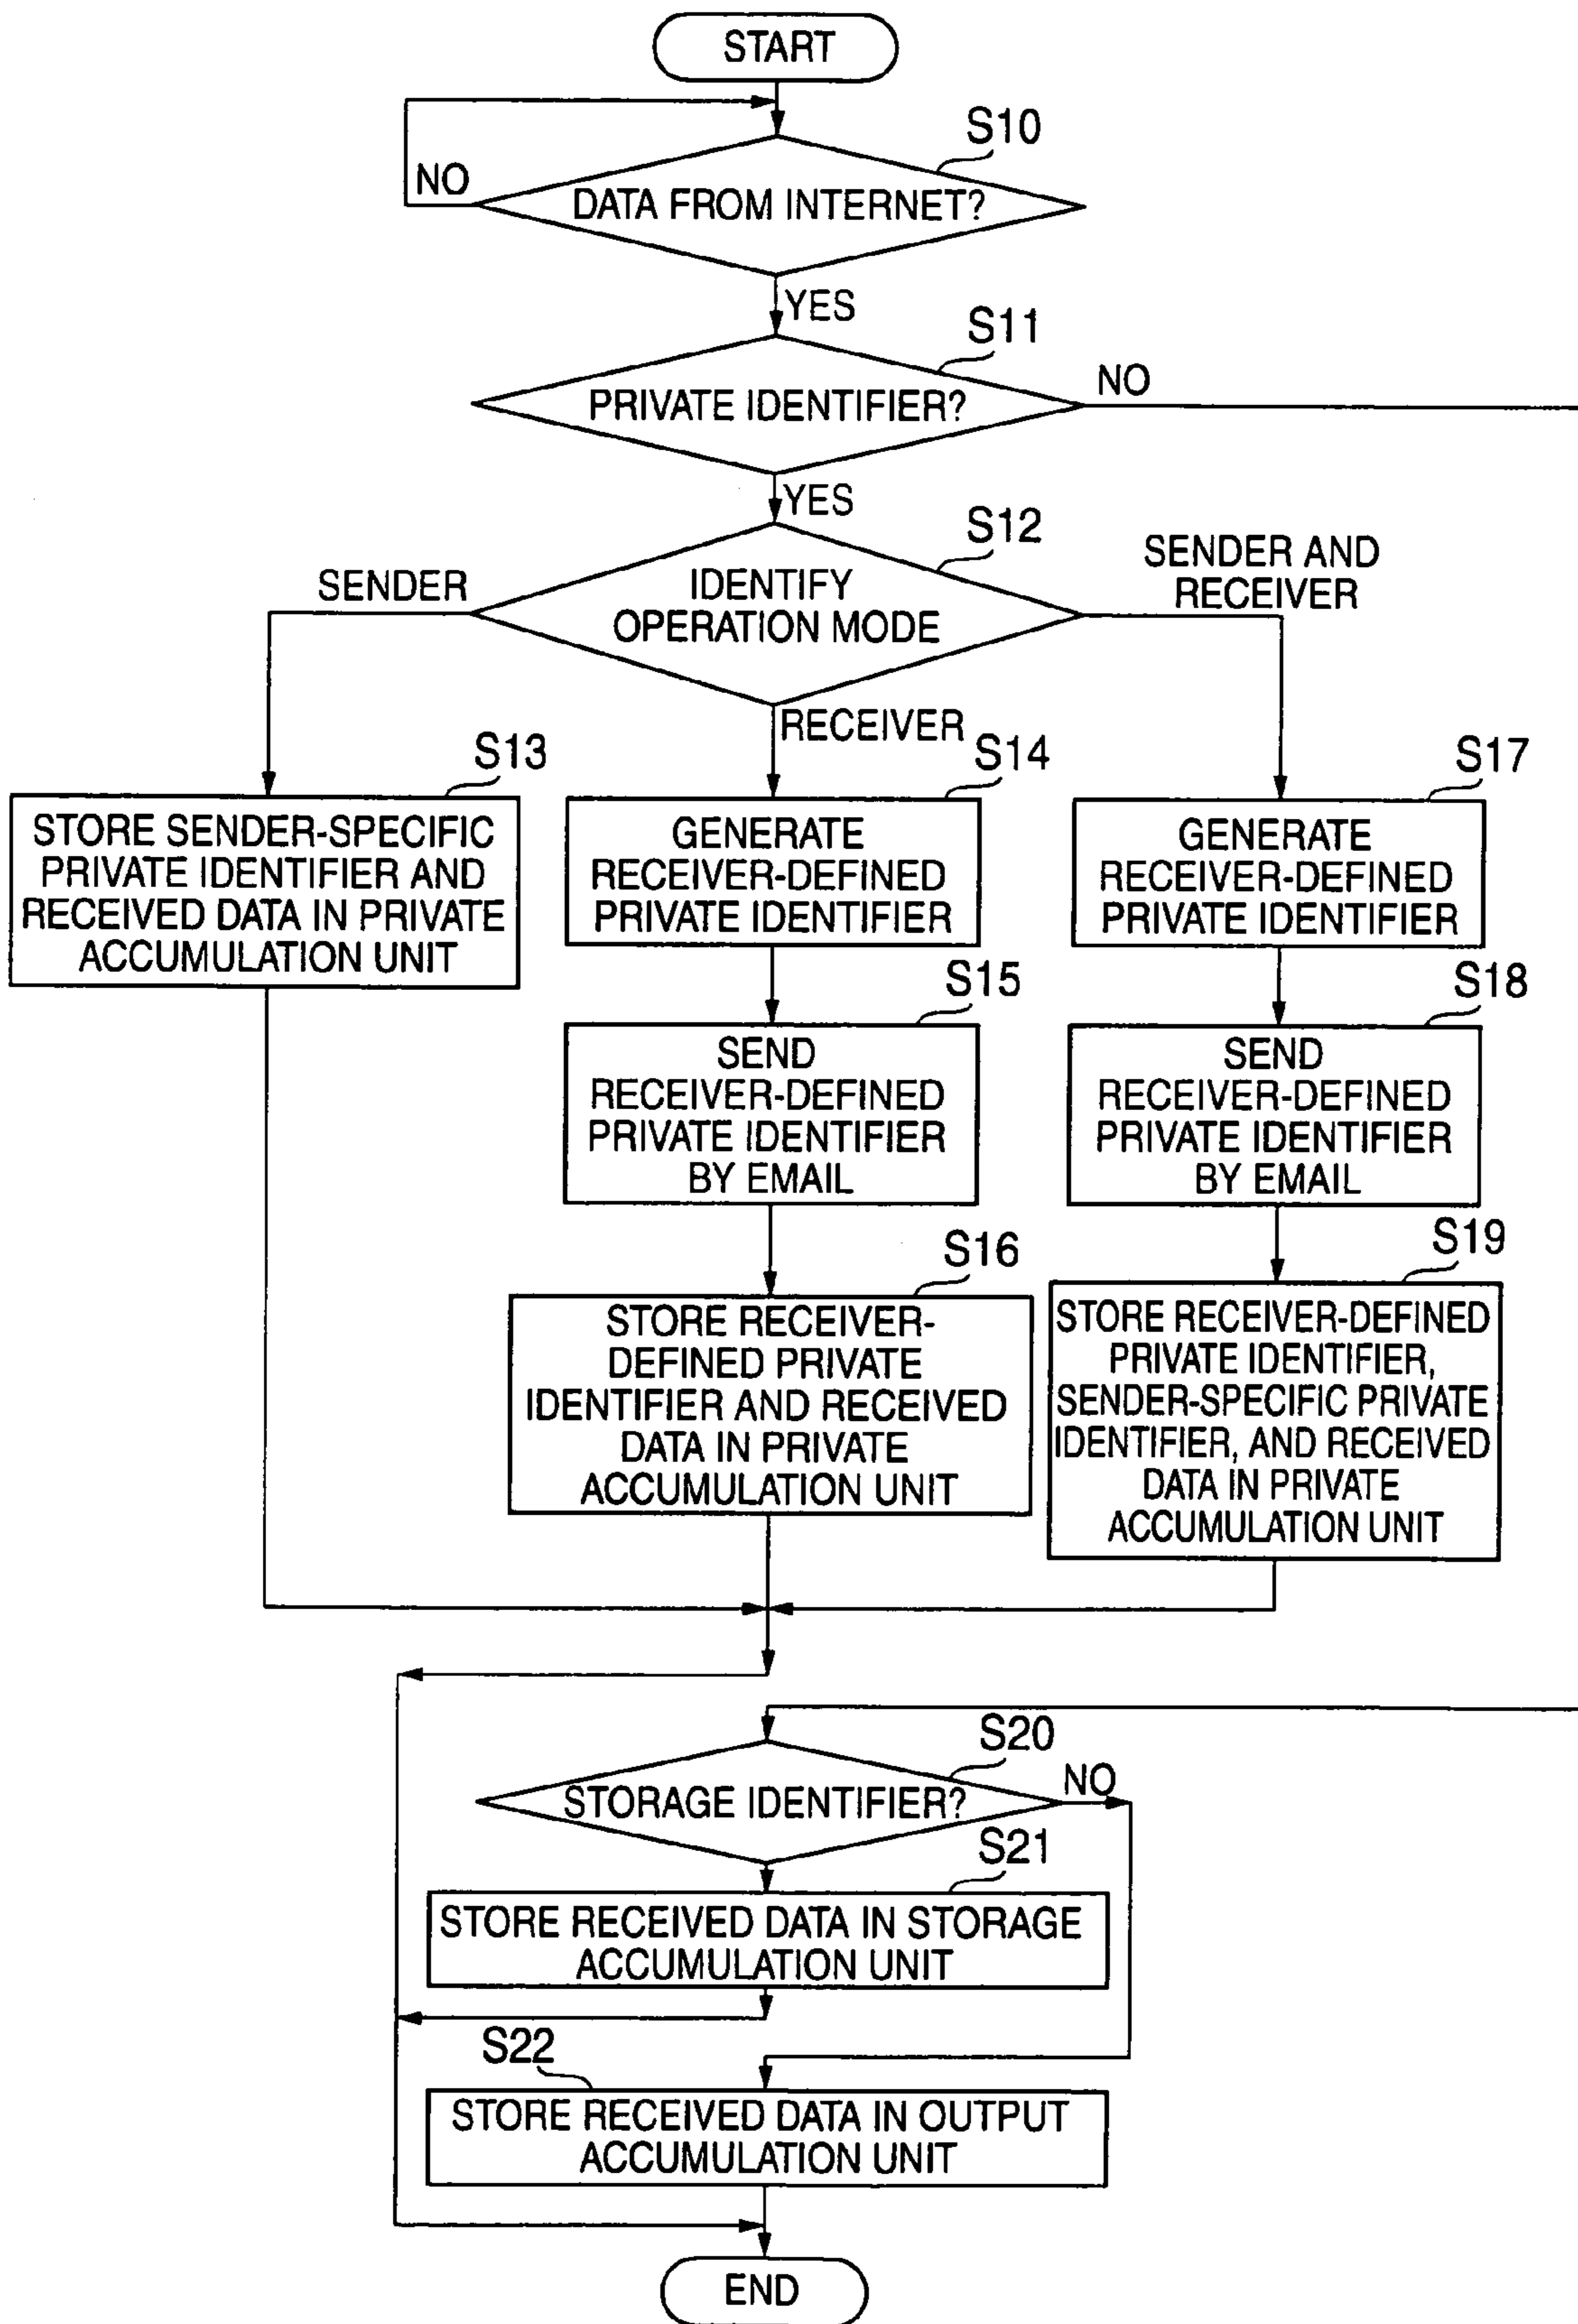 START
S10
NO
DATA FROM INTERNET?
YES
S11
NO
PRIVATE IDENTIFIER?
YES
S12
SENDER
IDENTIFY
OPERATION MODE
SENDER AND
RECEIVER
RECEIVER
S13
STORE SENDER-SPECIFIC
PRIVATE IDENTIFIER AND
RECEIVED DATA IN PRIVATE
ACCUMULATION UNIT
S14
GENERATE
RECEIVER-DEFINED
PRIVATE IDENTIFIER
S15
SEND
RECEIVER-DEFINED
PRIVATE IDENTIFIER
BY EMAIL
S16
STORE RECEIVER-
DEFINED PRIVATE
IDENTIFIER AND RECEIVED
DATA IN PRIVATE
ACCUMULATION UNIT
S17
GENERATE
RECEIVER-DEFINED
PRIVATE IDENTIFIER
S18
SEND
RECEIVER-DEFINED
PRIVATE IDENTIFIER
BY EMAIL
S19
STORE RECEIVER-DEFINED
PRIVATE IDENTIFIER,
SENDER-SPECIFIC PRIVATE
IDENTIFIER, AND RECEIVED
DATA IN PRIVATE
ACCUMULATION UNIT
S20
STORAGE IDENTIFIER?
NO
S21
STORE RECEIVED DATA IN STORAGE
ACCUMULATION UNIT
S22
STORE RECEIVED DATA IN OUTPUT
ACCUMULATION UNIT
END